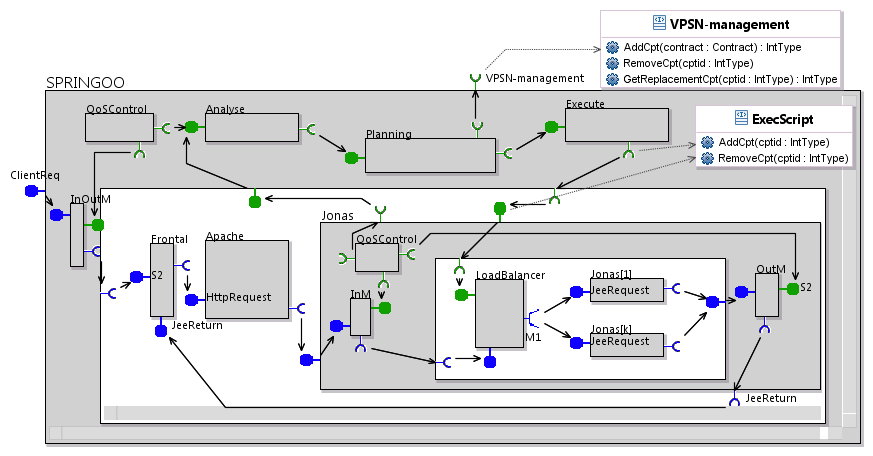 VPSN-management
AddCpt(contract : Contract) : IntType
RemoveCpt(cptid : IntType)
GetReplacementCpt(cptid : IntType) : IntType
VPSN-management
SPRINGOO
QoSControl
Analyse
Planning
Execute
ExecScript
AddCpt(cptid : IntType)
RemoveCpt(cptid : IntType)
ClientReq
InOutM
Frontal
S2
JeeReturn
Apache
HttpRequest
Jonas
QoSControl
InM
LoadBalancer
M1
Jonas[1]
JeeRequest
Jonas[k]
JeeRequest
OutM
S2
JeeReturn